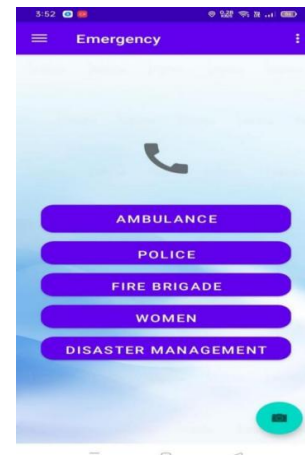 3:52
Emergency
AMBULANCE
POLICE
FIRE BRIGADE
WOMEN
DISASTER MANAGEMENT